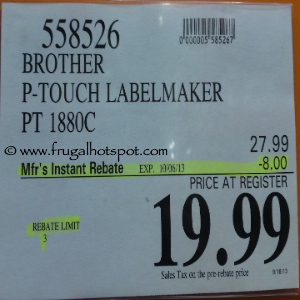 558526
0000005585267
BROTHER
P-TOUCH LABELMAKER
PT 1880C
© www.frugalhotspot.com
27.99
Mfr's Instant Rebate EXP. 10/06/13 -8.00
PRICE AT REGISTER
19.99
REBATE LIMIT
3
Sales Tax on the pre-rebate price